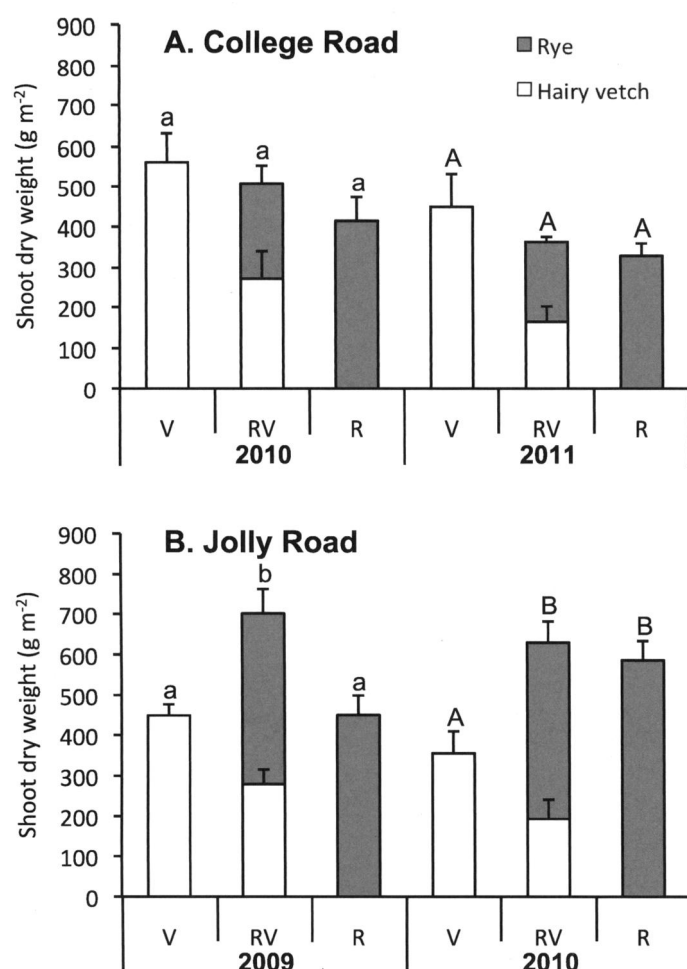 A. College Road
Rye
Hairy vetch
Shoot dry weight (g m⁻²)
900
800
700
600
500
400
300
200
100
0
a
a
a
A
A
A
V
RV
R
V
RV
R
2010
2011
B. Jolly Road
Shoot dry weight (g m⁻²)
900
800
700
600
500
400
300
200
100
0
a
b
a
A
B
B
V
RV
R
V
RV
R
2009
2010